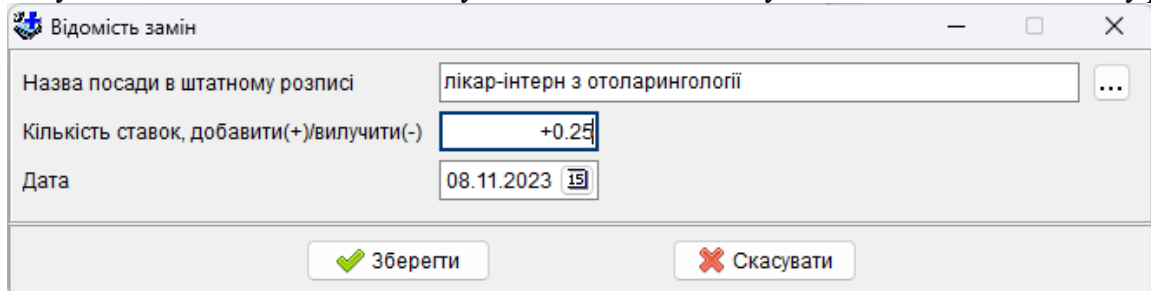 Відомість замін
Назва посади в штатному розписі лікар-інтерн з отоларингології ...
Кількість ставок, добавити(+)/вилучити(-) +0.25
Дата 08.11.2023 15
Зберегти Скасувати